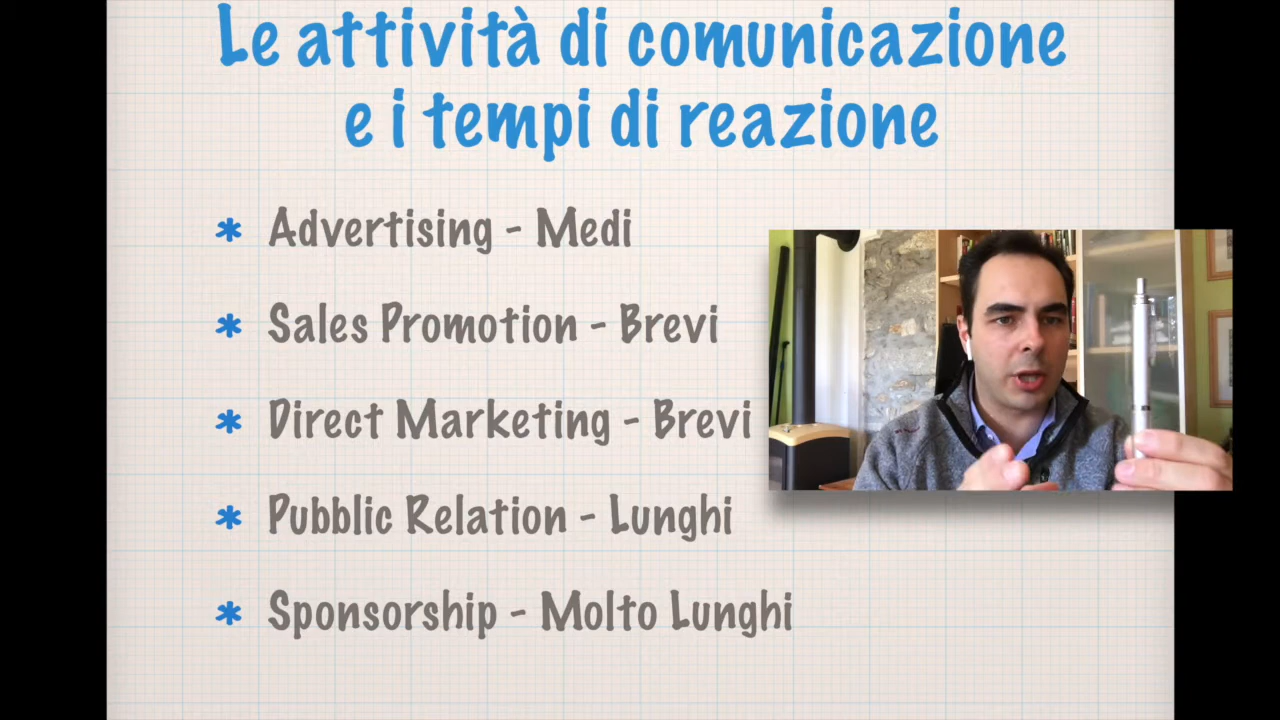 Le attività di comunicazione
e i tempi di reazione
* Advertising - Medi
* Sales Promotion - Brevi
* Direct Marketing - Brevi
* Pubblic Relation - Lunghi
* Sponsorship - Molto Lunghi